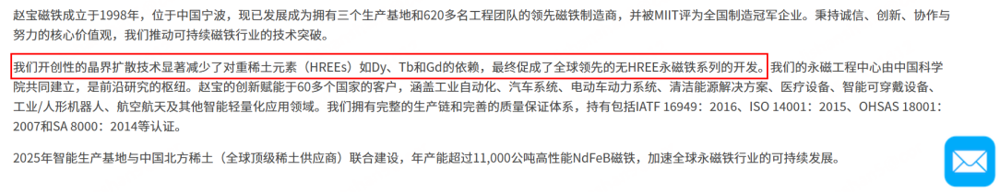 赵宝磁铁成立于1998年，位于中国宁波，现已发展成为拥有三个生产基地和620多名工程团队的领先磁铁制造商，并被MIIT评为全国制造冠军企业。秉持诚信、创新、协作与
努力的核心价值观，我们推动可持续磁铁行业的技术突破。
我们开创性的晶界扩散技术显著减少了对重稀土元素（HREEs）如Dy、Tb和Gd的依赖，最终促成了全球领先的无HREE永磁铁系列的开发。我们的永磁工程中心由中国科学
院共同建立，是前沿研究的枢纽。赵宝的创新赋能于60多个国家的客户，涵盖工业自动化、汽车系统、电动车动力系统、清洁能源解决方案、医疗设备、智能可穿戴设备、
工业/人形机器人、航空航天及其他智能轻量化应用领域。我们拥有完整的生产链和完善的质量保证体系，持有包括IATF 16949：2016、ISO 14001：2015、OHSAS 18001：
2007和SA 8000：2014等认证。
2025年智能生产基地与中国北方稀土（全球顶级稀土供应商）联合建设，年产能超过11,000公吨高性能NdFeB磁铁，加速全球永磁铁行业的可持续发展。